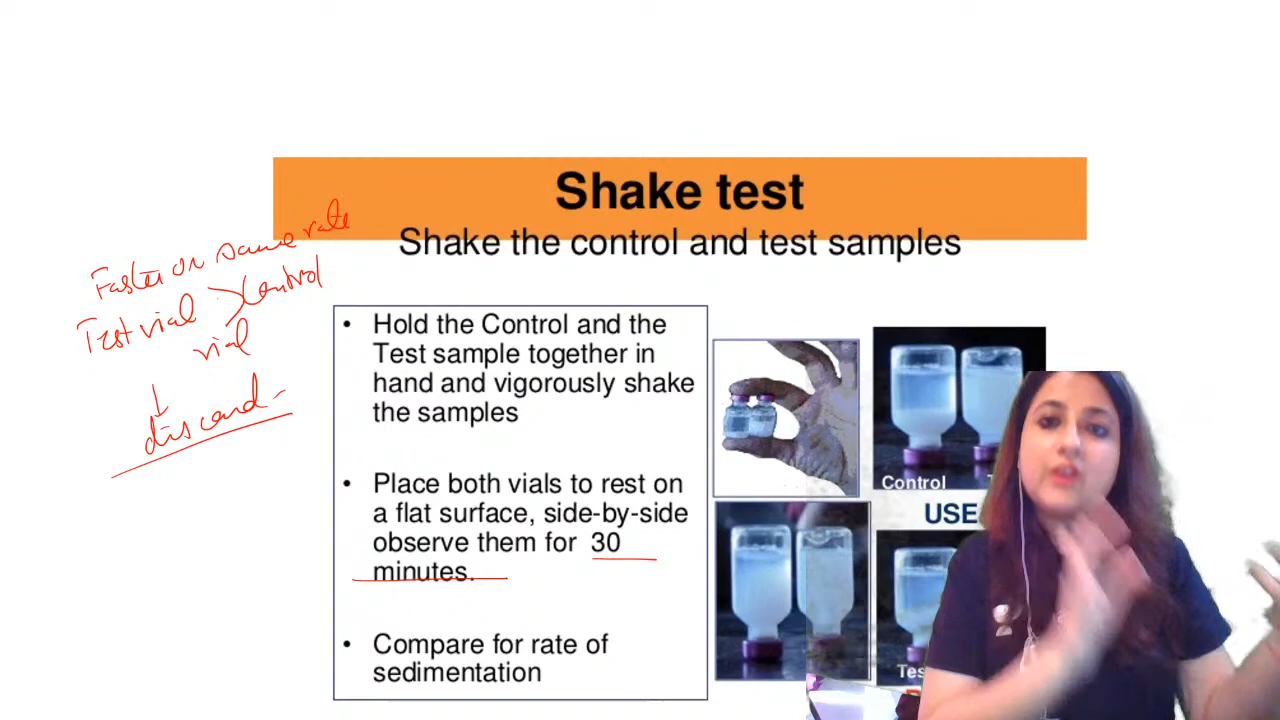 Shake test
Shake the control and test samples
Faster or same rate
Test vial > Control
vial
↓
discard -
• Hold the Control and the
Test sample together in
hand and vigorously shake
the samples
• Place both vials to rest on
a flat surface, side-by-side
observe them for 30
minutes.
• Compare for rate of
sedimentation
Control
USE